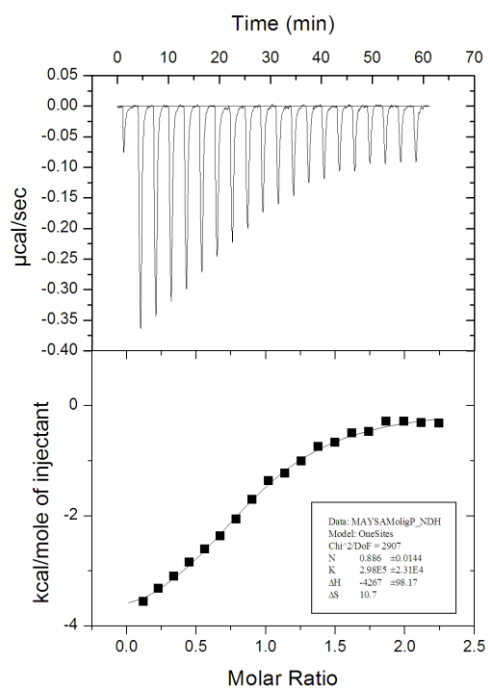 Time (min)
0 10 20 30 40 50 60 70
0.05
0.00
-0.05
-0.10
-0.15
-0.20
-0.25
-0.30
-0.35
-0.40
µcal/sec
0
-2
-4
kcal/mole of injectant
Data: MAYSAMoligP_NDH
Model: OneSites
Chi^2/DoF = 2907
N 0.886 ±0.0144
K 2.98E5 ±2.31E4
ΔH -4267 ±98.17
ΔS 10.7
0.0 0.5 1.0 1.5 2.0 2.5
Molar Ratio